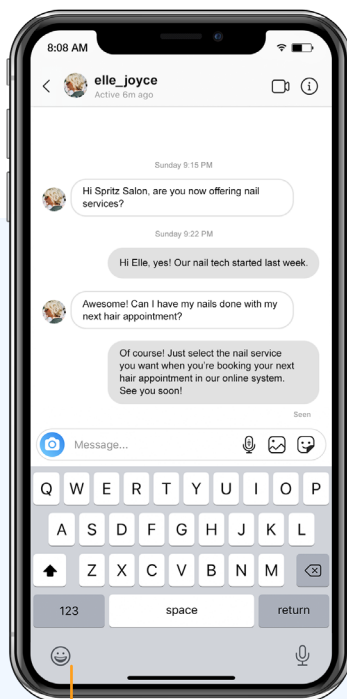 8:08 AM
elle_joyce
Active 6m ago
Sunday 9:15 PM
Hi Spritz Salon, are you now offering nail
services?
Sunday 9:22 PM
Hi Elle, yes! Our nail tech started last week.
Awesome! Can I have my nails done with my
next hair appointment?
Of course! Just select the nail service
you want when you're booking your next
hair appointment in our online system.
See you soon!
Seen
Message...
Q W E R T Y U I O P
A S D F G H J K L
Z X C V B N M
123 space return